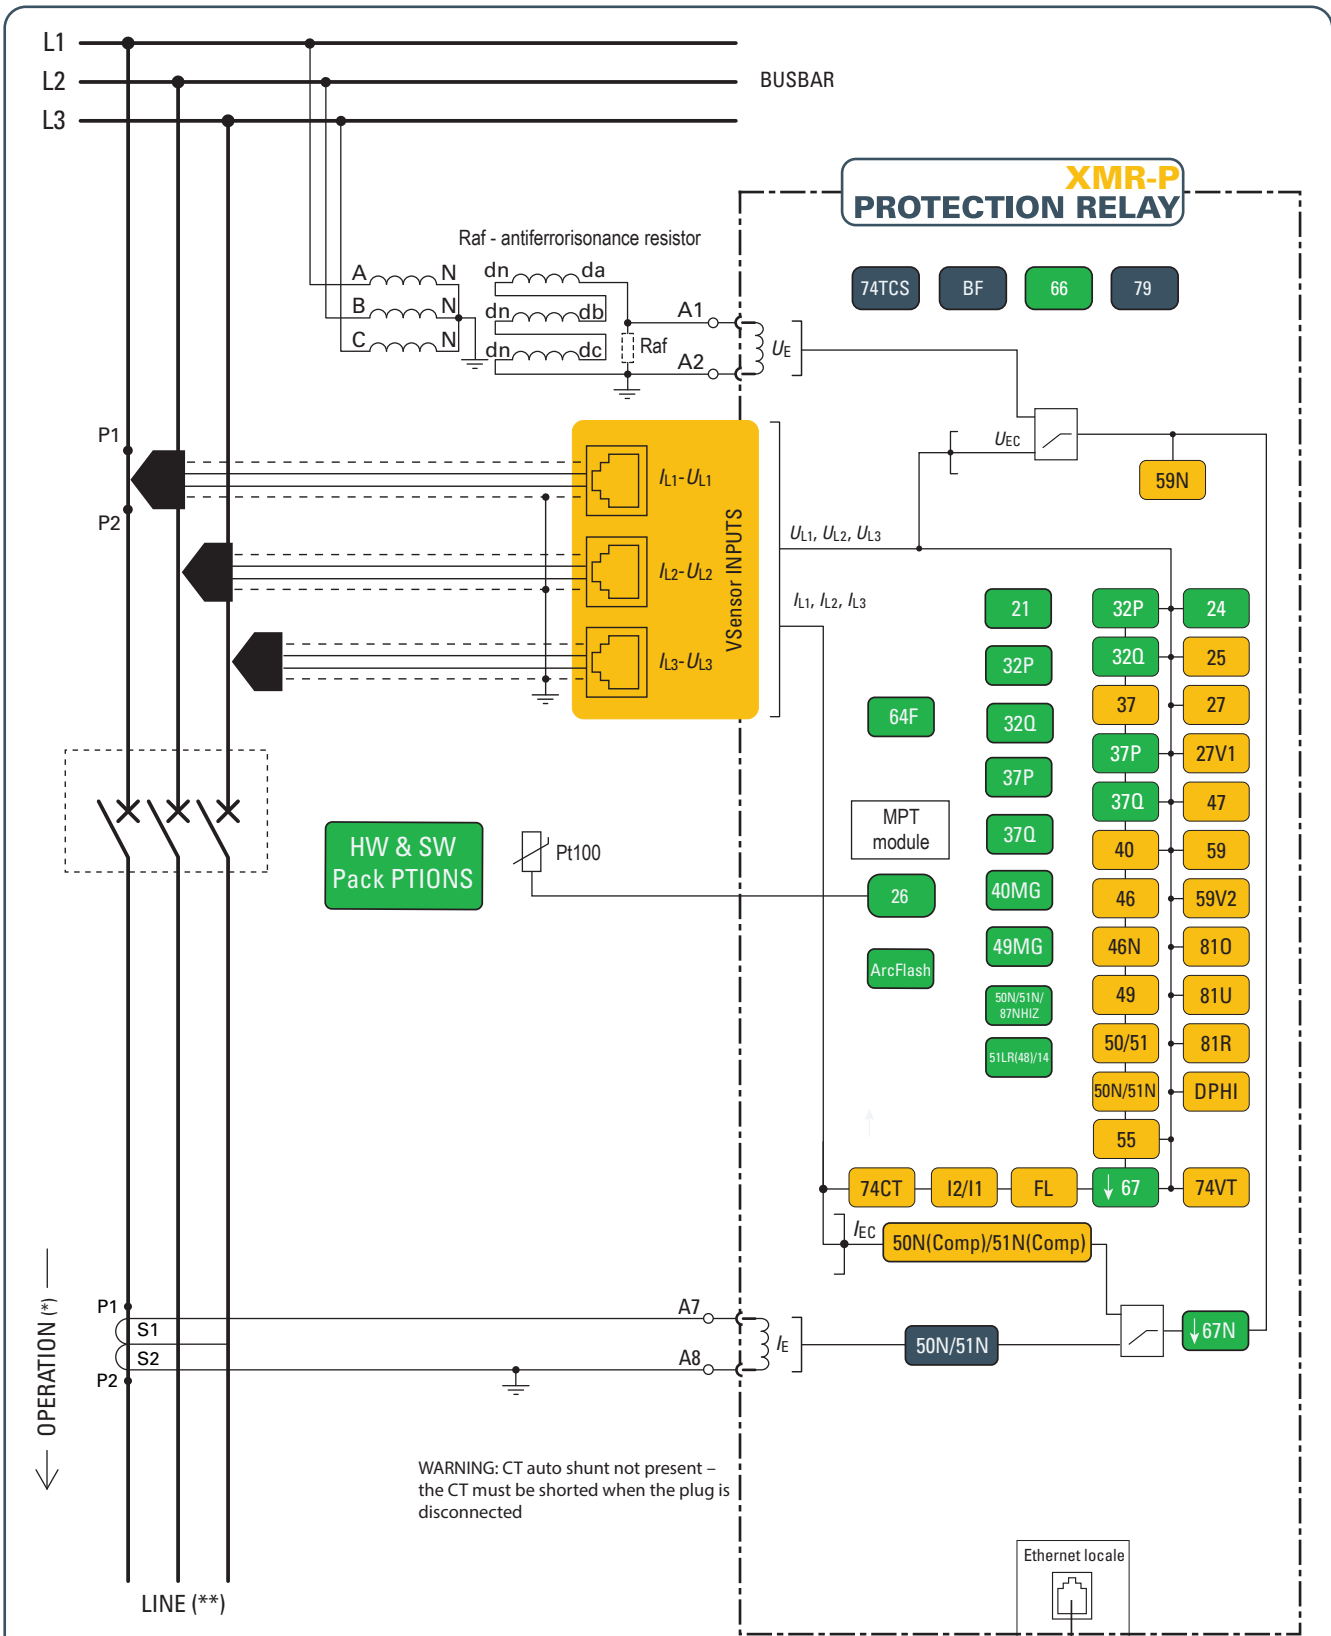 L1
L2
BUSBAR
L3
XMR-P
PROTECTION RELAY
Raf - antiferrorisonance resistor
A N dn da
B N dn db
C N dn dc
Raf
A1
A2
UE
74TCS BF 66 79
UEC
59N
P1
P2
IL1-UL1
IL2-UL2
IL3-UL3
VSensor INPUTS
UL1, UL2, UL3
IL1, IL2, IL3
21 32P 24
32P 32Q 25
64F 32Q 37 27
37P 37P 27V1
MPT
module
37Q 37Q 47
40 59
HW & SW
Pack PTIONS
Pt100
26 40MG 46 59V2
ArcFlash 49MG 46N 81O
50N/51N/
87NHIZ
49 81U
51LR(48)/14 50/51 81R
50N/51N DPHI
55
74CT I2/I1 FL 67 74VT
IEC 50N(Comp)/51N(Comp)
OPERATION (*)
P1
S1
S2
P2
A7
A8
IE
50N/51N
67N
WARNING: CT auto shunt not present –
the CT must be shorted when the plug is
disconnected
Ethernet locale
LINE (**)